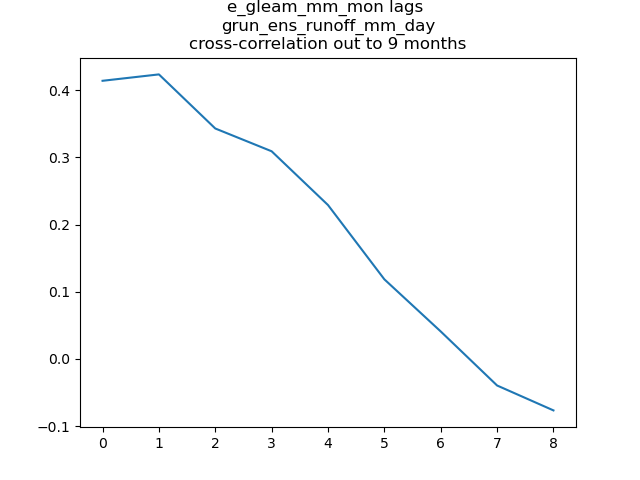 e_gleam_mm_mon lags
grun_ens_runoff_mm_day
cross-correlation out to 9 months
0.4
0.3
0.2
0.1
0.0
−0.1
0 1 2 3 4 5 6 7 8